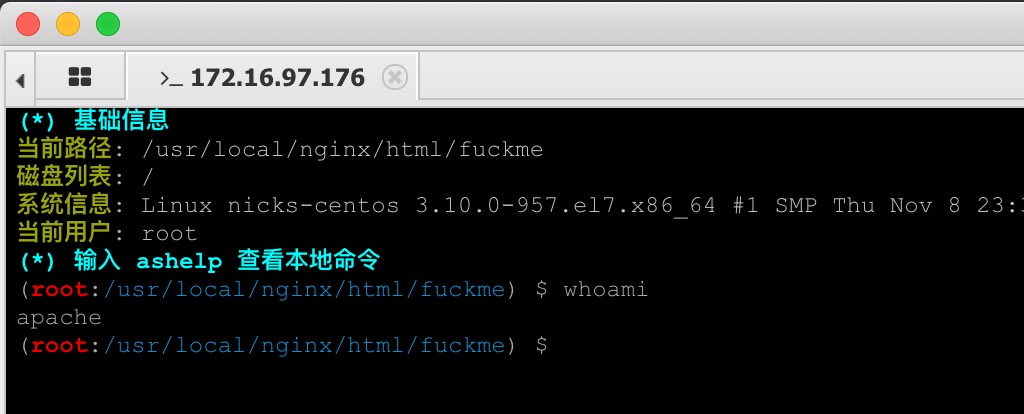 >_ 172.16.97.176
(*) 基础信息
当前路径: /usr/local/nginx/html/fuckme
磁盘列表: /
系统信息: Linux nicks-centos 3.10.0-957.el7.x86_64 #1 SMP Thu Nov 8 23:
当前用户: root
(*) 输入 ashelp 查看本地命令
(root:/usr/local/nginx/html/fuckme) $ whoami
apache
(root:/usr/local/nginx/html/fuckme) $